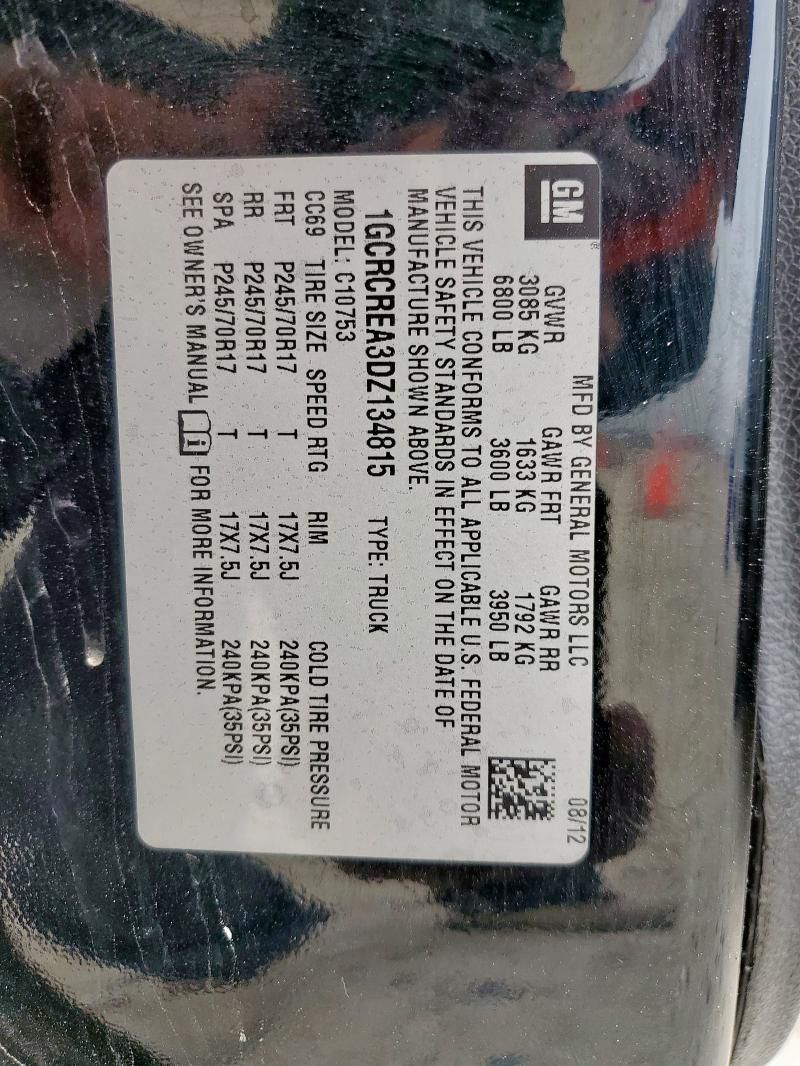 GM
MFD BY GENERAL MOTORS LLC 08/12
GVWR GAWR FRT GAWR RR
3085 KG 1633 KG 1792 KG
6800 LB 3600 LB 3950 LB
THIS VEHICLE CONFORMS TO ALL APPLICABLE U.S. FEDERAL MOTOR
VEHICLE SAFETY STANDARDS IN EFFECT ON THE DATE OF
MANUFACTURE SHOWN ABOVE.
1GCRCREA3DZ134815 TYPE: TRUCK
MODEL: C10753
CC69 TIRE SIZE SPEED RTG RIM COLD TIRE PRESSURE
FRT P245/70R17 T 17X7.5J 240KPA(35PSI)
RR P245/70R17 T 17X7.5J 240KPA(35PSI)
SPA P245/70R17 T 17X7.5J 240KPA(35PSI)
SEE OWNER'S MANUAL FOR MORE INFORMATION.